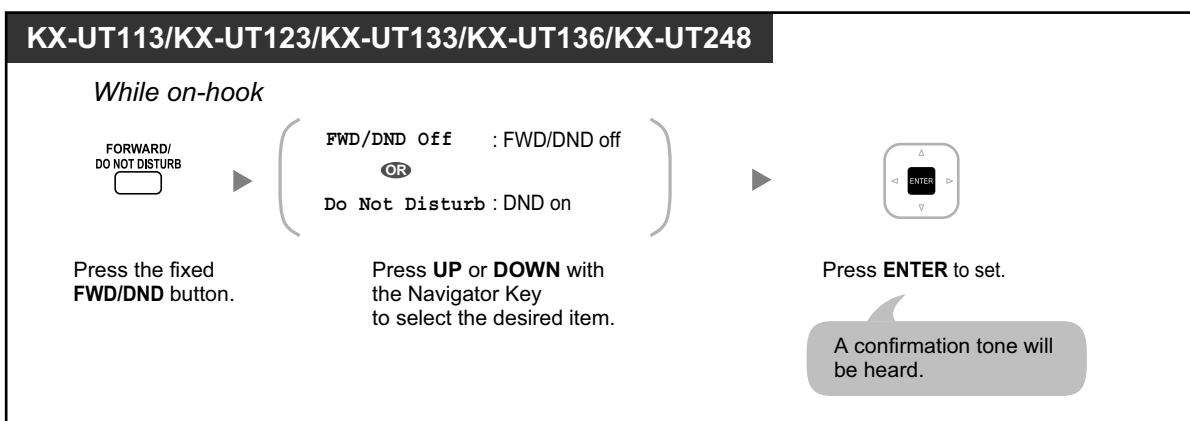 KX-UT113/KX-UT123/KX-UT133/KX-UT136/KX-UT248
While on-hook
FORWARD/
DO NOT DISTURB
FWD/DND Off : FWD/DND off
OR
Do Not Disturb : DND on
ENTER
Press the fixed
FWD/DND button.
Press UP or DOWN with
the Navigator Key
to select the desired item.
Press ENTER to set.
A confirmation tone will
be heard.